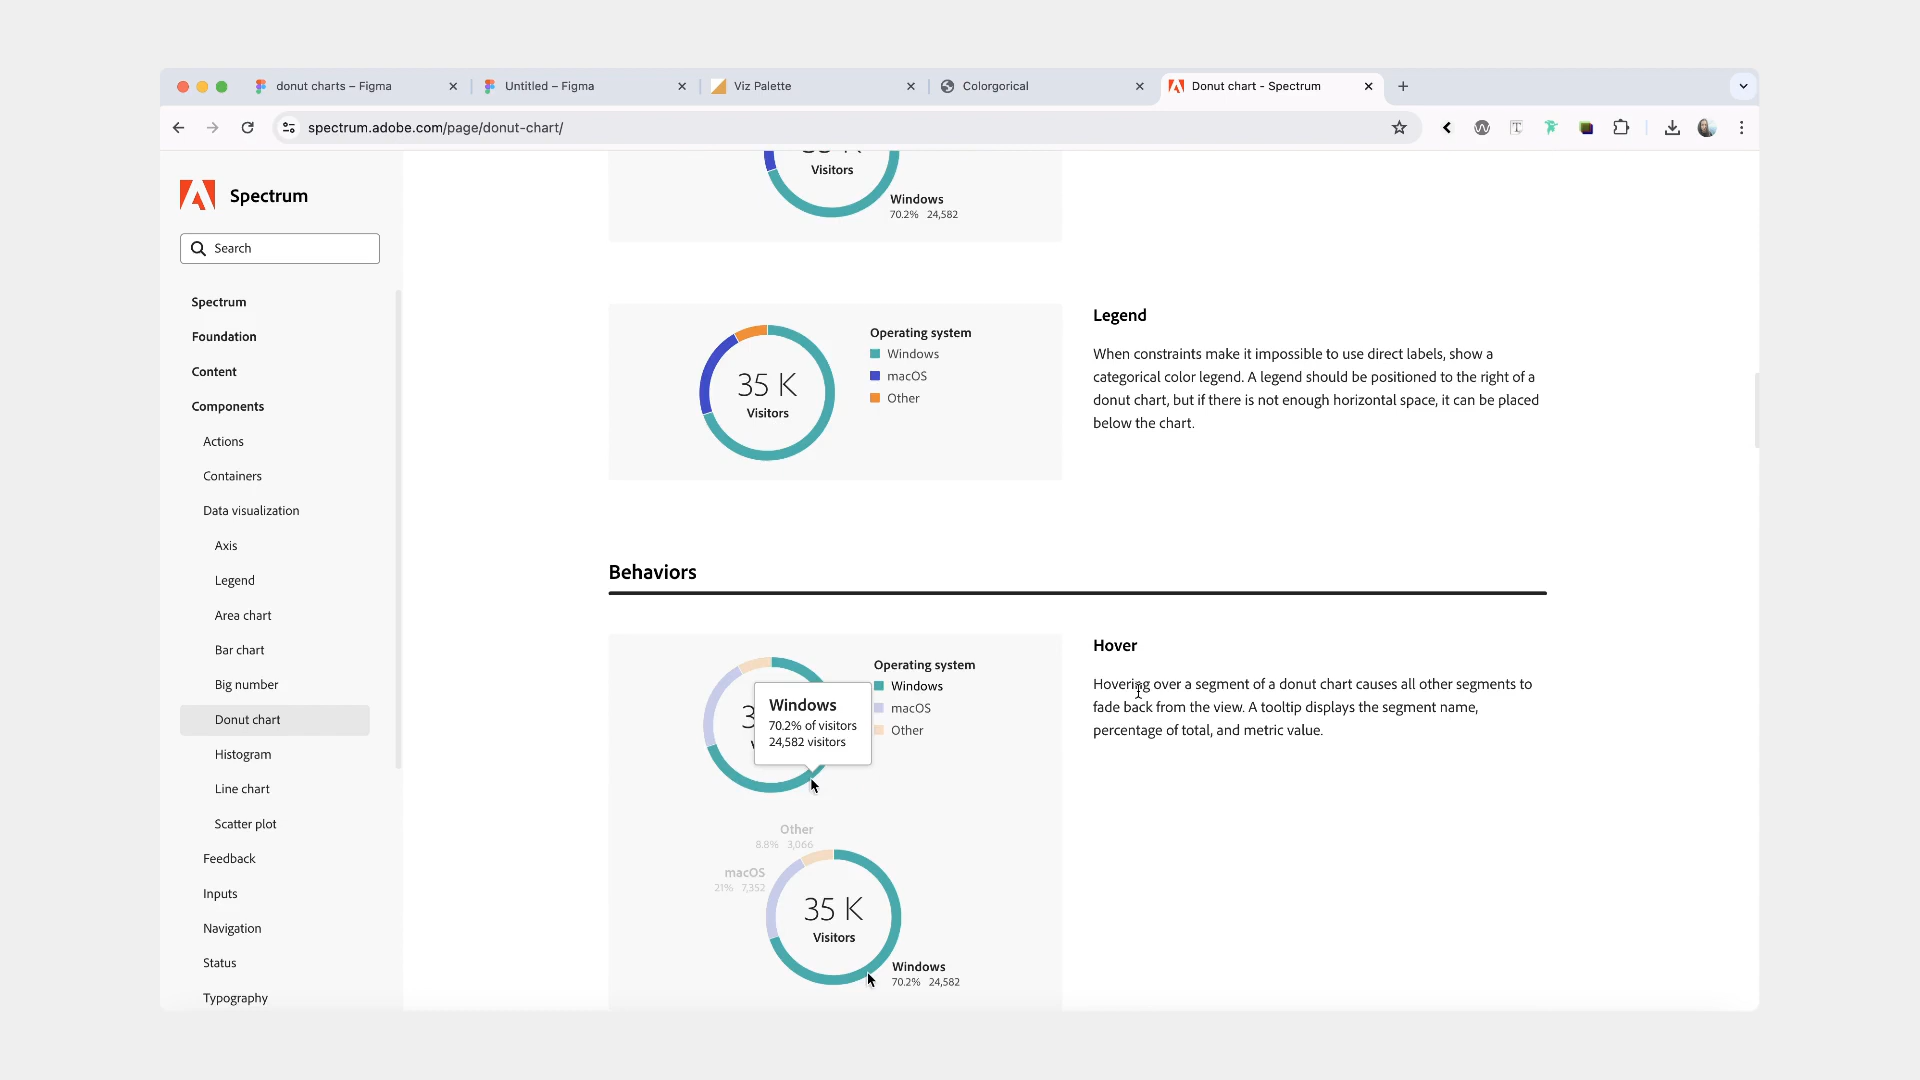 donut charts – Figma
Untitled – Figma
Viz Palette
Colorgorical
Donut chart - Spectrum
spectrum.adobe.com/page/donut-chart/
Spectrum
Search
Spectrum
Foundation
Content
Components
Actions
Containers
Data visualization
Axis
Legend
Area chart
Bar chart
Big number
Donut chart
Histogram
Line chart
Scatter plot
Feedback
Inputs
Navigation
Status
Typography
Visitors
Windows
70.2% 24,582
35 K
Visitors
Operating system
Windows
macOS
Other
Legend
When constraints make it impossible to use direct labels, show a
categorical color legend. A legend should be positioned to the right of a
donut chart, but if there is not enough horizontal space, it can be placed
below the chart.
Behaviors
Operating system
Windows
macOS
Other
Windows
70.2% of visitors
24,582 visitors
Other
8.8% 3,066
macOS
21% 7,352
35 K
Visitors
Windows
70.2% 24,582
Hover
Hovering over a segment of a donut chart causes all other segments to
fade back from the view. A tooltip displays the segment name,
percentage of total, and metric value.